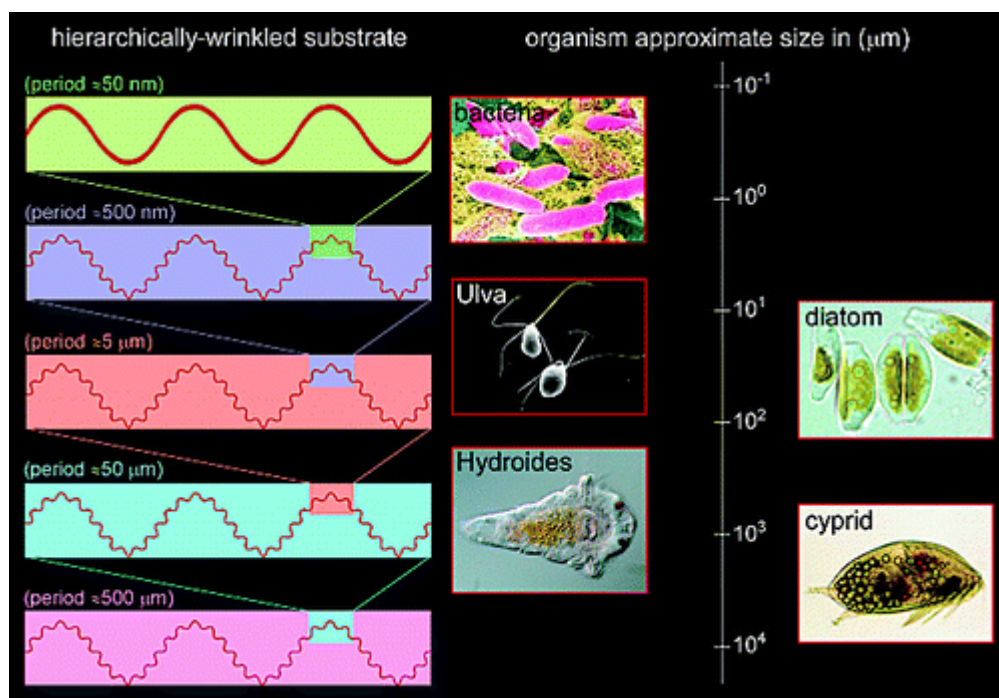 hierarchically-wrinkled substrate
organism approximate size in (µm)
(period ≈50 nm)
(period ≈500 nm)
(period ≈5 µm)
(period ≈50 µm)
(period ≈500 µm)
bacteria
Ulva
Hydroides
10⁻¹
10⁰
10¹
10²
10³
10⁴
diatom
cyprid